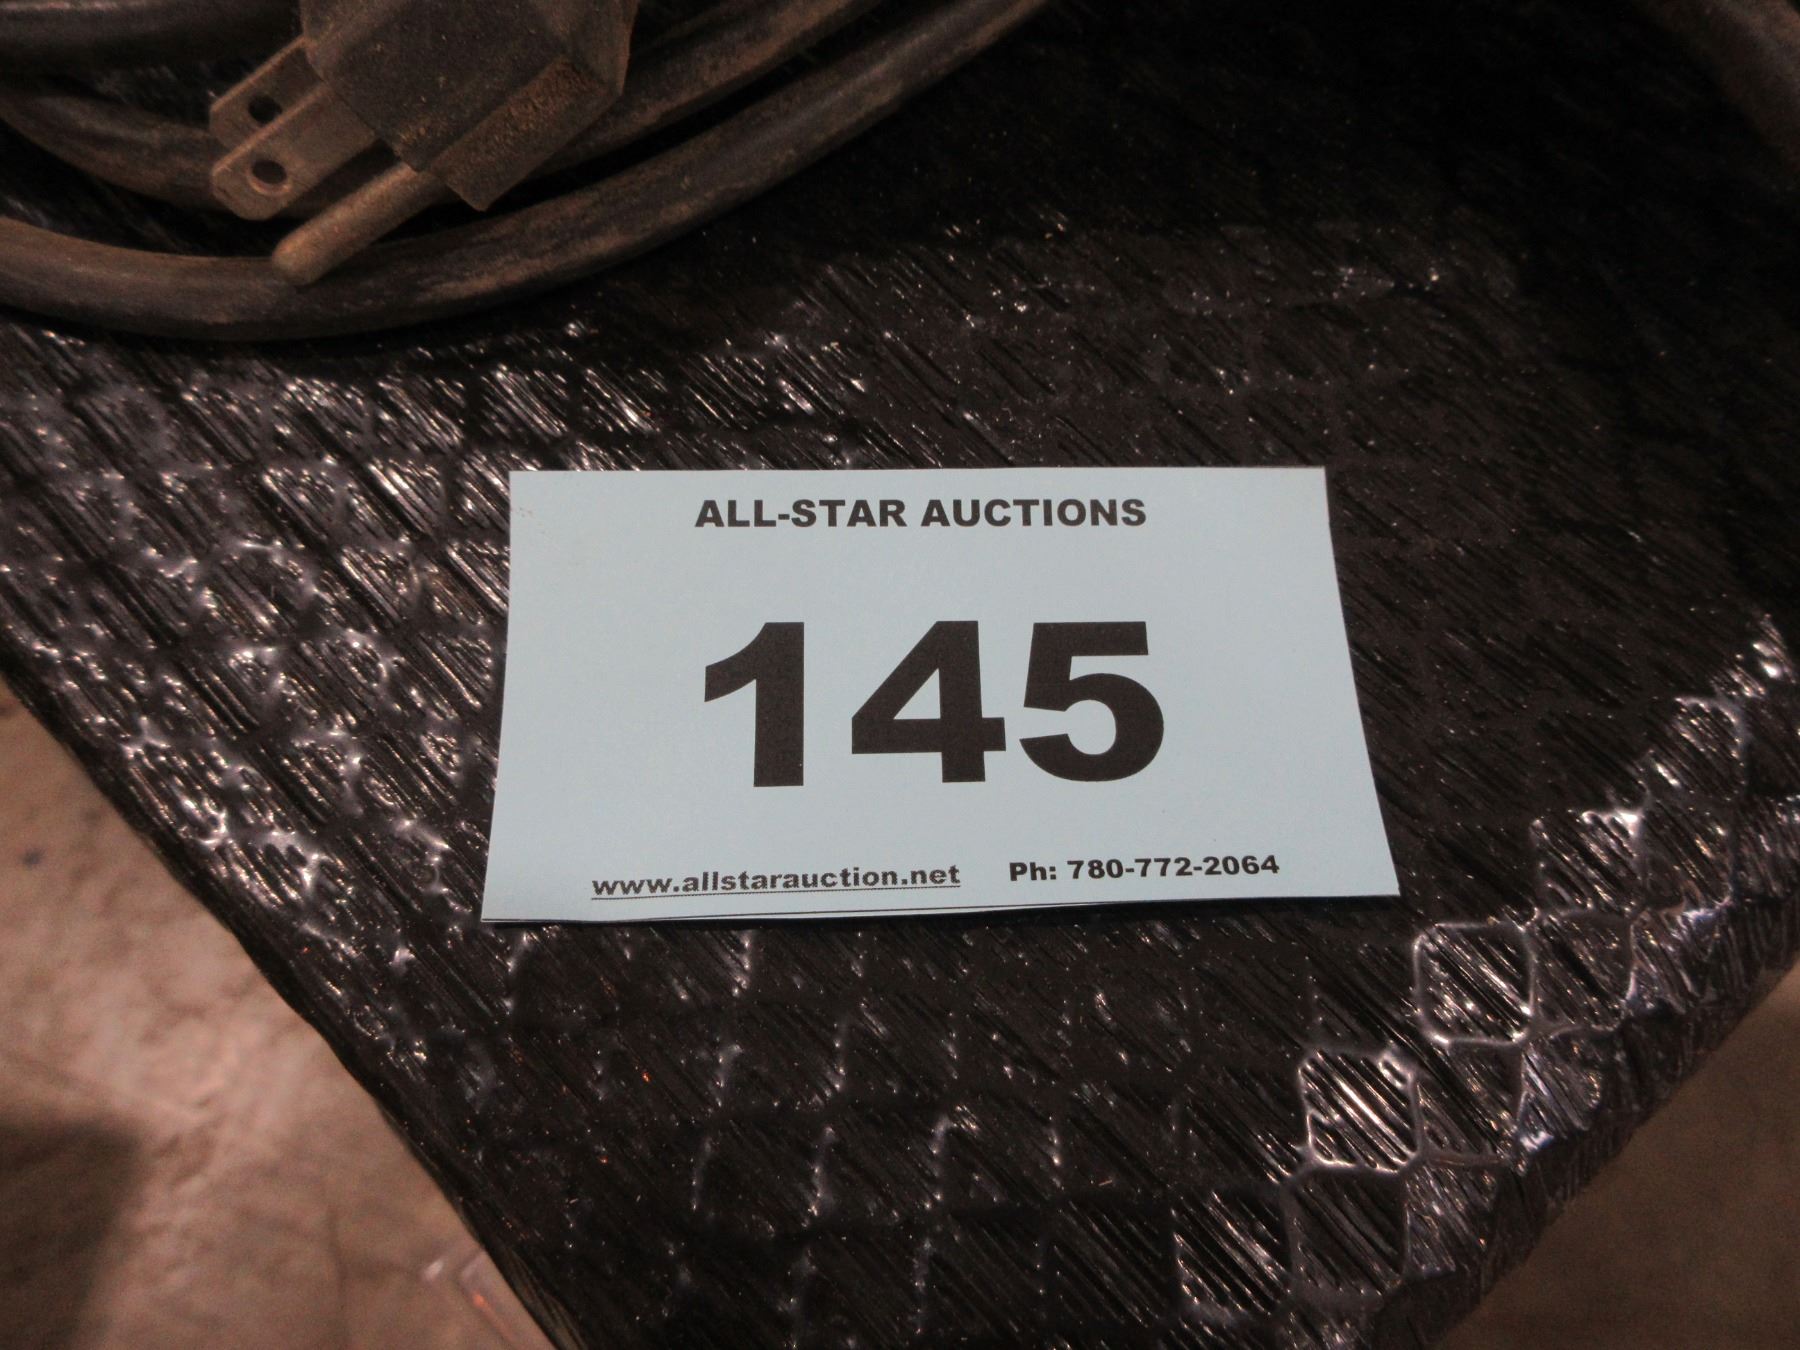 ALL-STAR AUCTIONS
145
www.allstarauction.net Ph: 780-772-2064